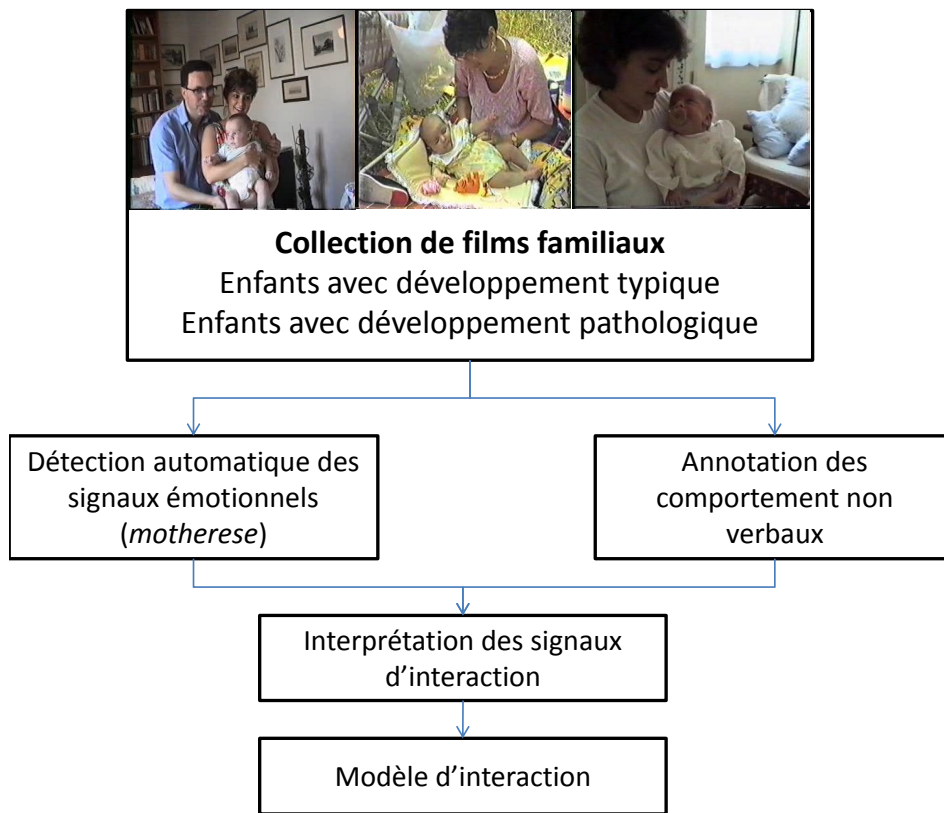 Collection de films familiaux
Enfants avec développement typique
Enfants avec développement pathologique
Détection automatique des
signaux émotionnels
(motherese)
Annotation des
comportement non
verbaux
Interprétation des signaux
d’interaction
Modèle d’interaction